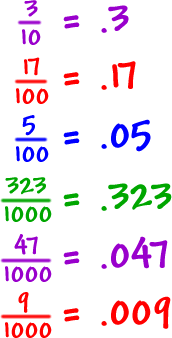 3/10 = .3
17/100 = .17
5/100 = .05
323/1000 = .323
47/1000 = .047
9/1000 = .009